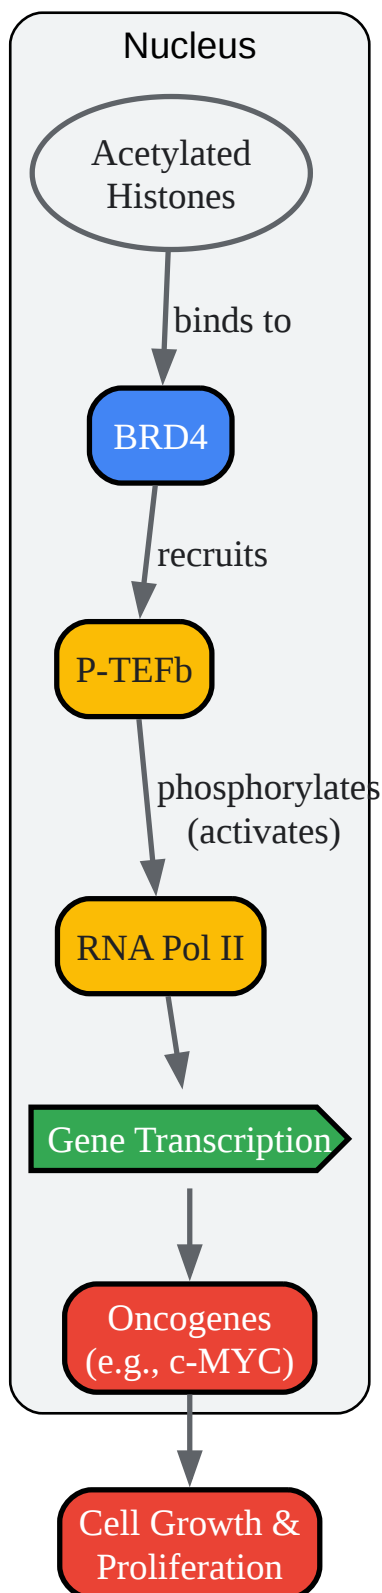 Nucleus
Acetylated
Histones
binds to
BRD4
recruits
P-TEFb
phosphorylates
(activates)
RNA Pol II
Gene Transcription
Oncogenes
(e.g., c-MYC)
Cell Growth &
Proliferation